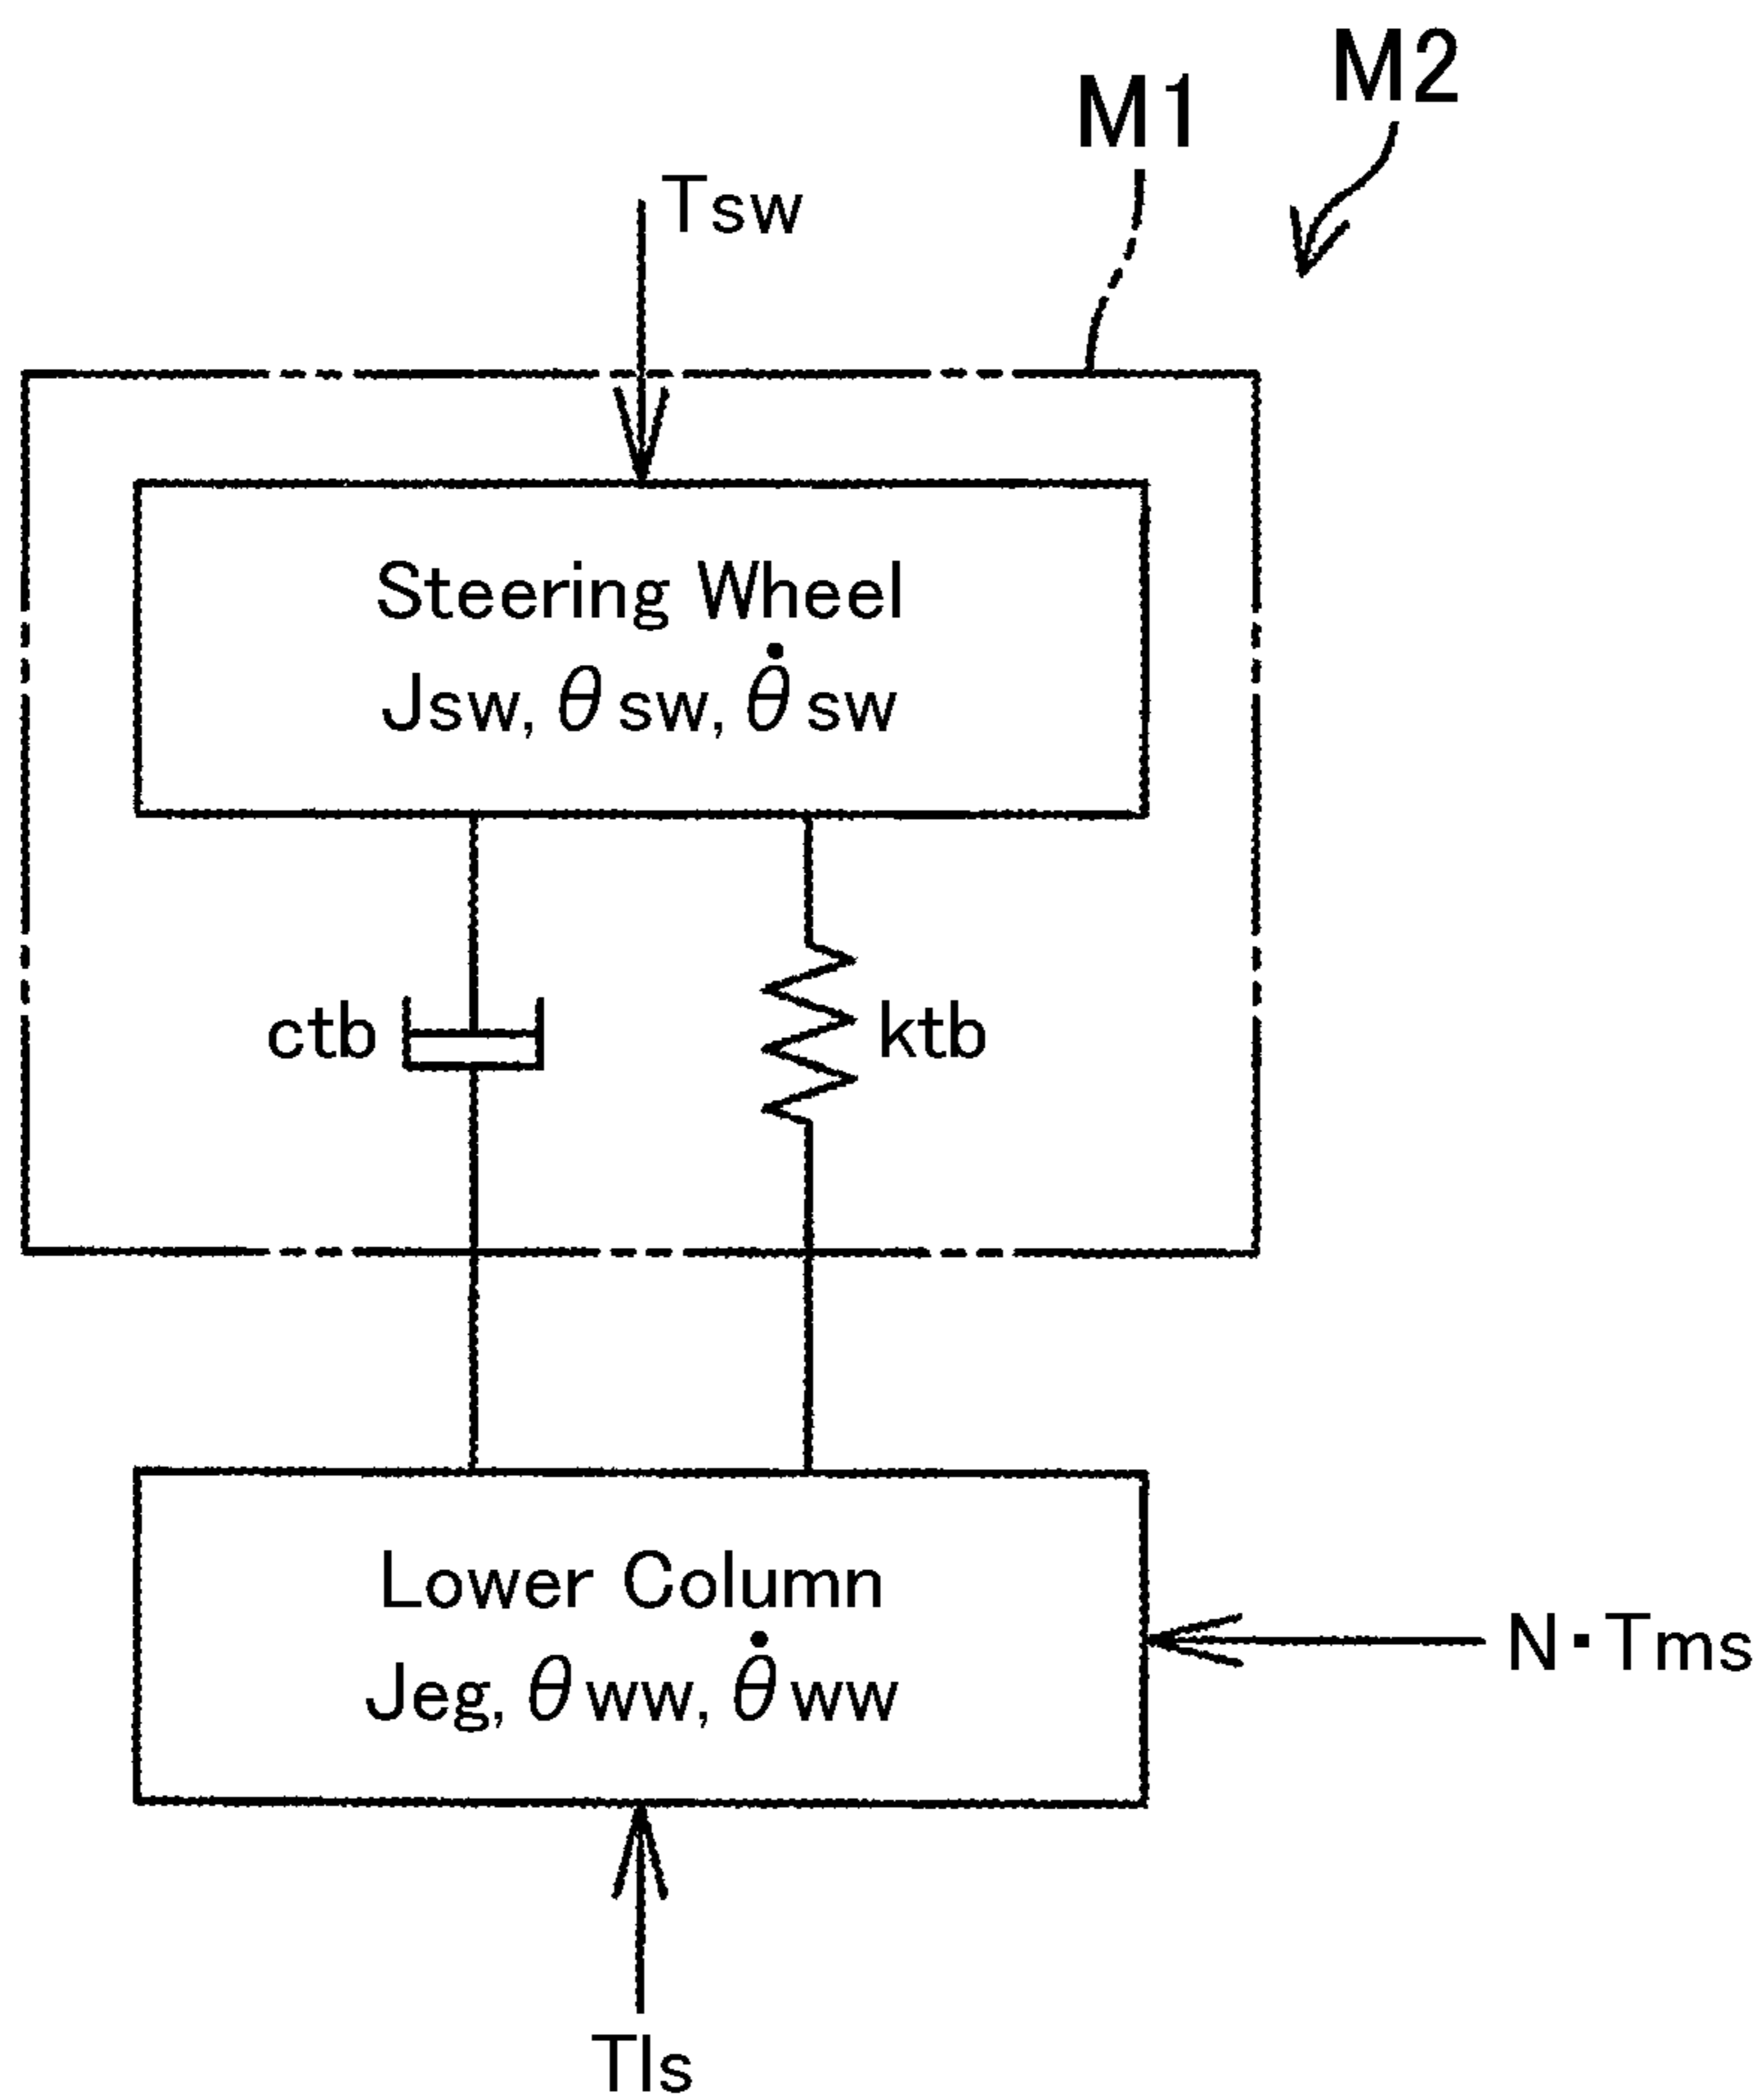 M2
M1
Tsw
Steering Wheel
Jsw, θsw, θ̇sw
ctb
ktb
Lower Column
Jeg, θww, θ̇ww
N・Tms
Tls